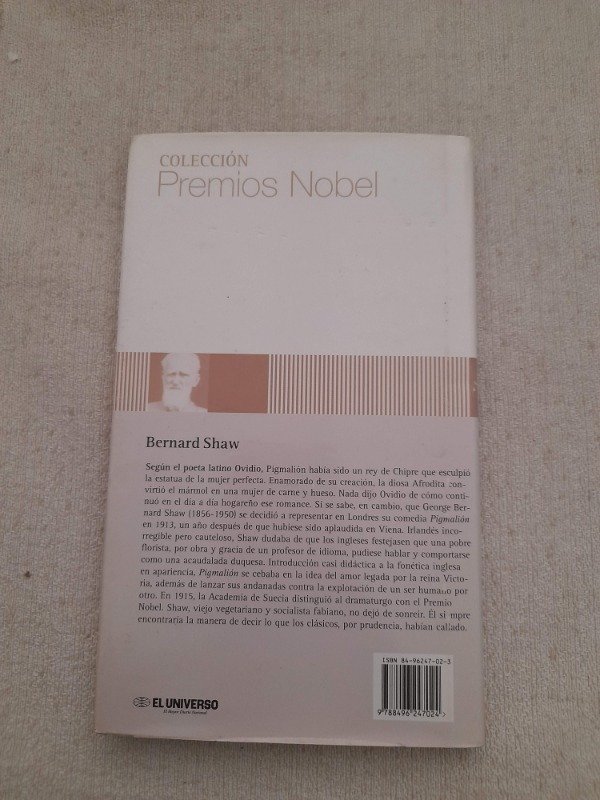 COLECCIÓN
Premios Nobel
Bernard Shaw
Según el poeta latino Ovidio, Pigmalión había sido un rey de Chipre que esculpió
la estatua de la mujer perfecta. Enamorado de su creación, la diosa Afrodita con-
virtió el mármol en una mujer de carne y hueso. Nada dijo Ovidio de cómo conti-
nuó en el día a día hogareño ese romance. Si se sabe, en cambio, que George Ber-
nard Shaw (1856-1950) se decidió a representar en Londres su comedia Pigmalión
en 1913, un año después de que hubiese sido aplaudida en Viena. Irlandés inco-
rregible pero cauteloso, Shaw dudaba de que los ingleses festejasen que una pobre
florista, por obra y gracia de un profesor de idioma, pudiese hablar y comportarse
como una acaudalada duquesa. Introducción casi didáctica a la fonética inglesa
en apariencia, Pigmalión se cebaba en la idea del amor legada por la reina Victo-
ria, además de lanzar sus andanadas contra la explotación de un ser humano por
otro. En 1915, la Academia de Suecia distinguió al dramaturgo con el Premio
Nobel. Shaw, viejo vegetariano y socialista fabiano, no dejó de sonreír. Él si mpre
encontraría la manera de decir lo que los clásicos, por prudencia, habían callado.
ISBN 84-96247-02-3
9 788496 247024 >
EL UNIVERSO
El Mayor Diario Nacional